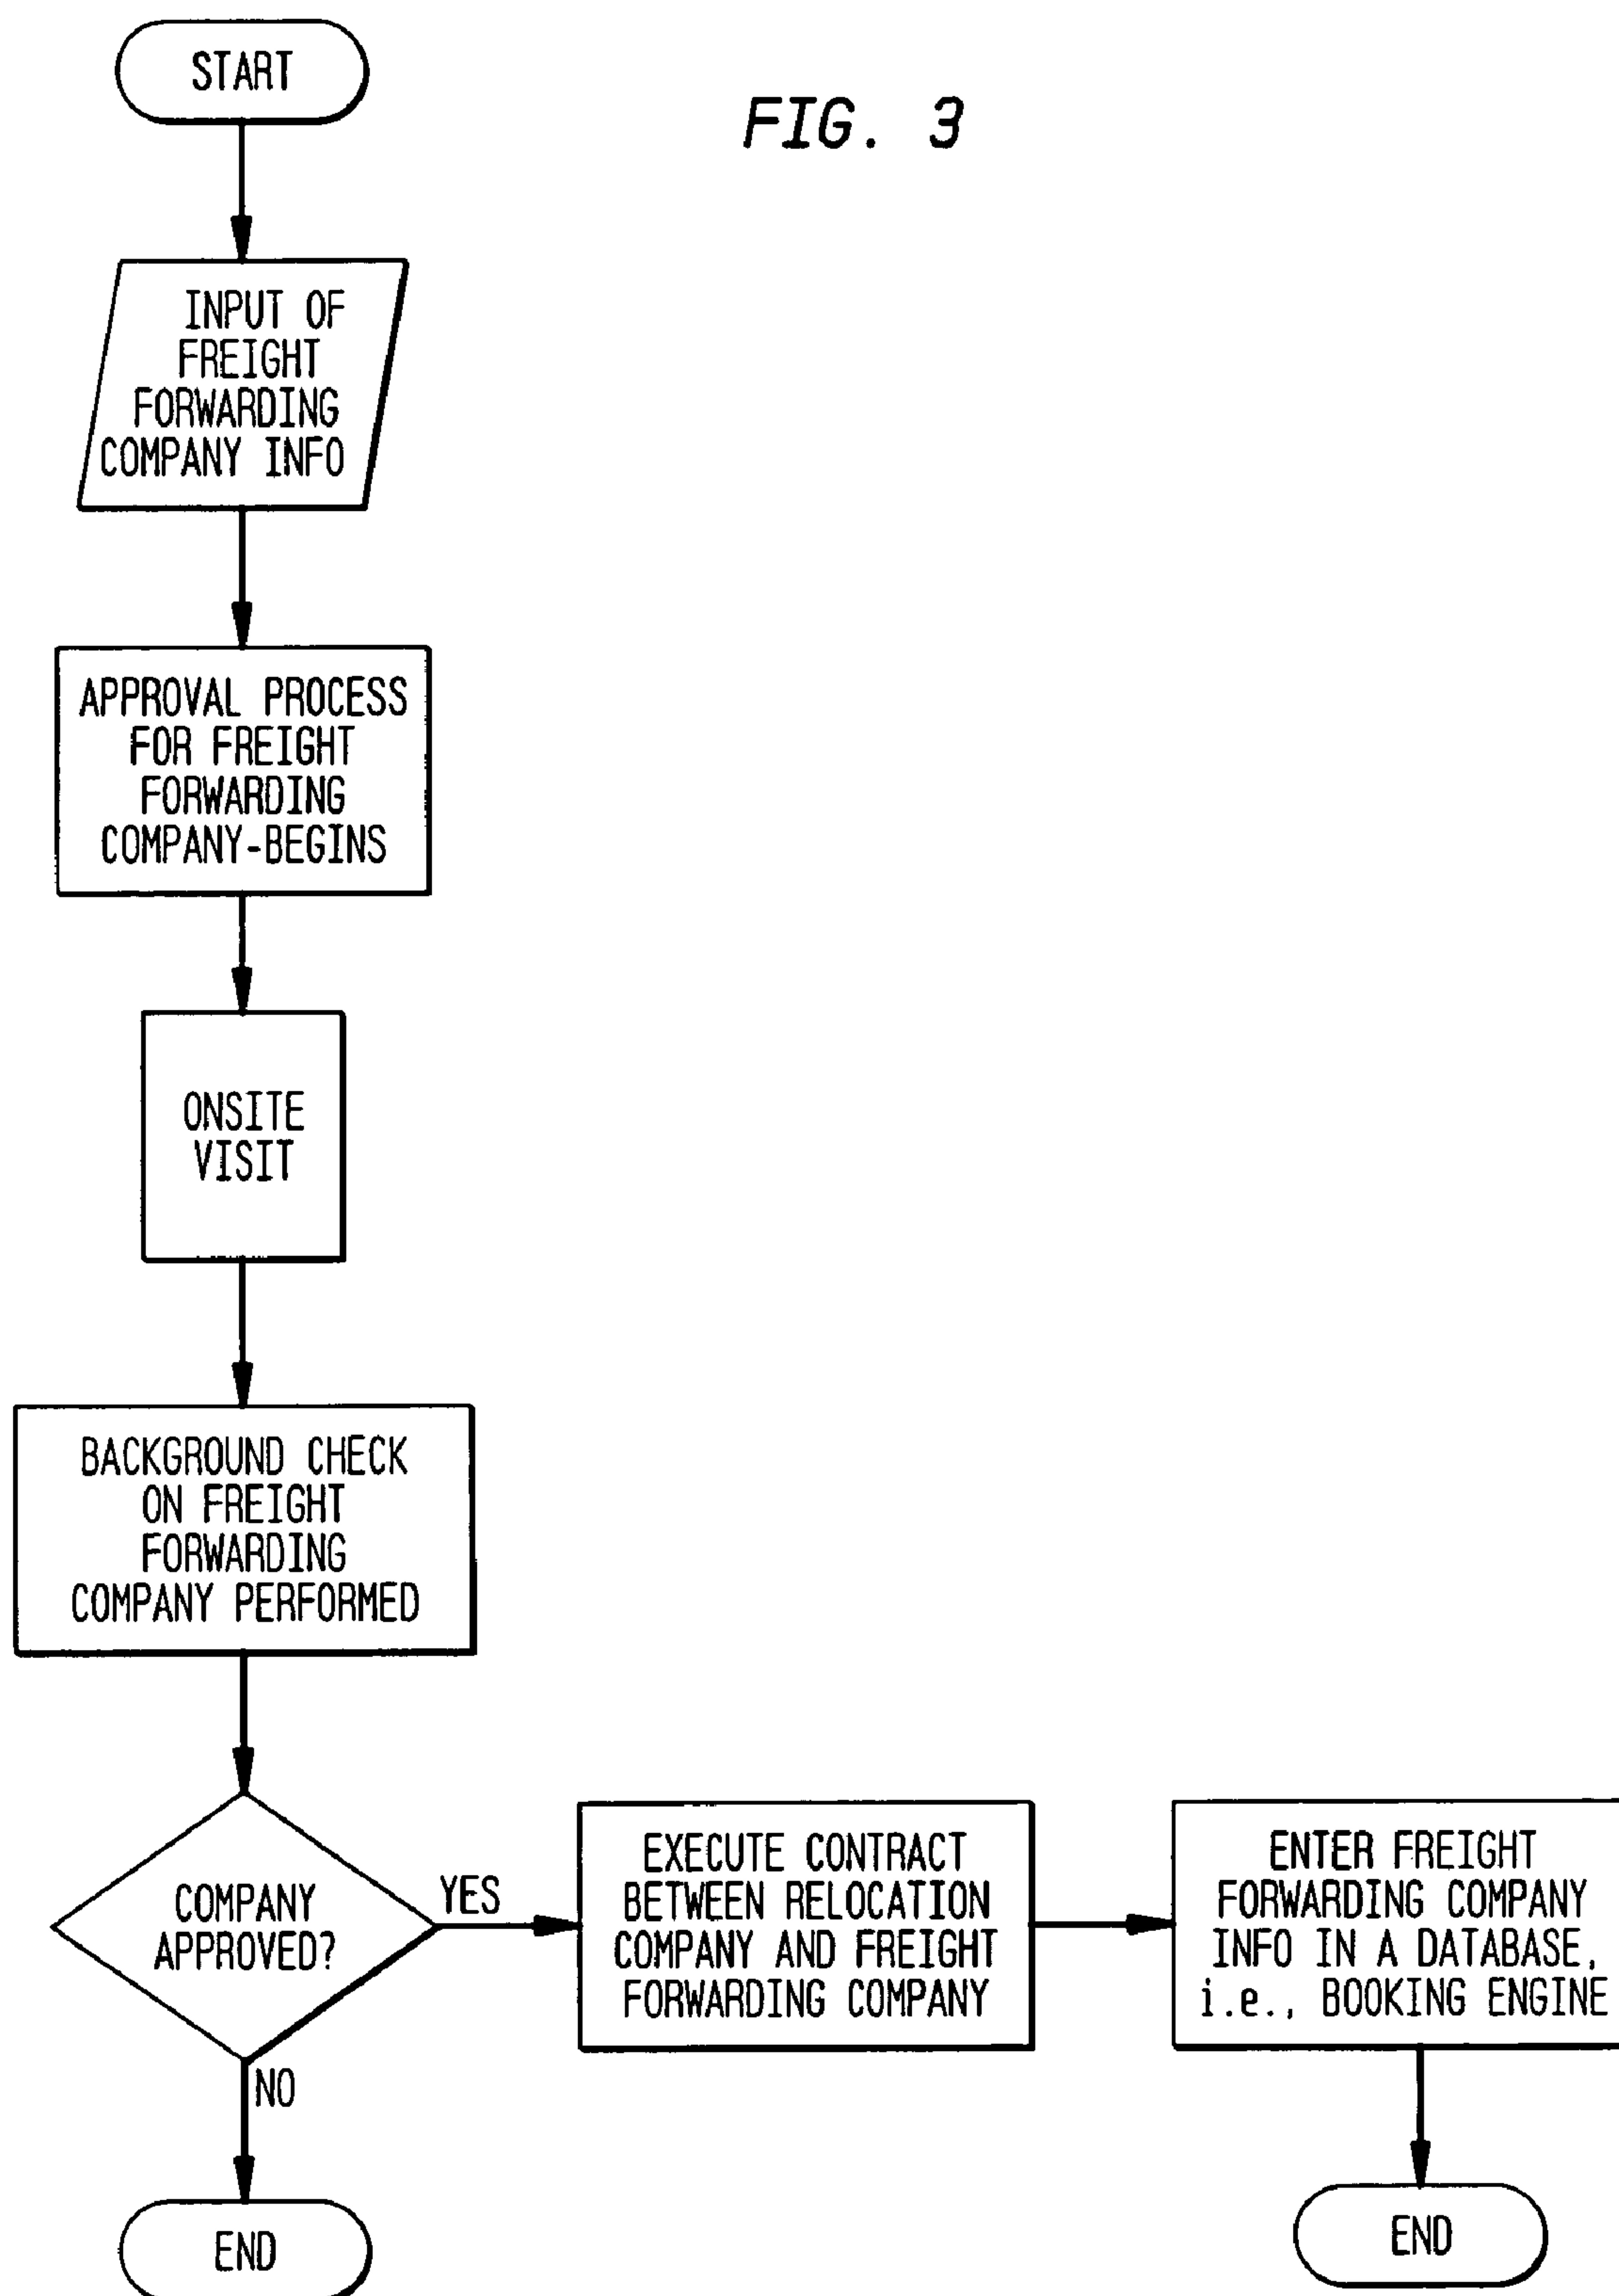 START
FIG. 3
INPUT OF
FREIGHT
FORWARDING
COMPANY INFO
APPROVAL PROCESS
FOR FREIGHT
FORWARDING
COMPANY-BEGINS
ONSITE
VISIT
BACKGROUND CHECK
ON FREIGHT
FORWARDING
COMPANY PERFORMED
COMPANY
APPROVED?
YES
EXECUTE CONTRACT
BETWEEN RELOCATION
COMPANY AND FREIGHT
FORWARDING COMPANY
ENTER FREIGHT
FORWARDING COMPANY
INFO IN A DATABASE,
i.e., BOOKING ENGINE
NO
END
END